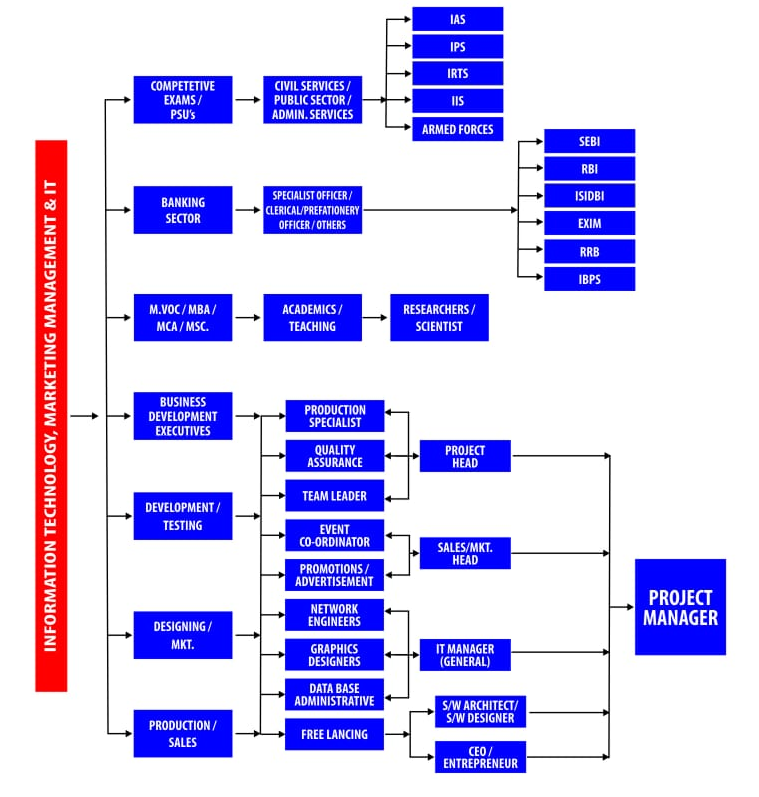 INFORMATION TECHNOLOGY, MARKETING MANAGEMENT & IT
COMPETETIVE
EXAMS /
PSU's
CIVIL SERVICES /
PUBLIC SECTOR /
ADMIN. SERVICES
IAS
IPS
IRTS
IIS
ARMED FORCES
BANKING
SECTOR
SPECIALIST OFFICER /
CLERICAL/PREFATIONERY
OFFICER / OTHERS
SEBI
RBI
ISIDBI
EXIM
RRB
IBPS
M.VOC / MBA /
MCA / MSC.
ACADEMICS /
TEACHING
RESEARCHERS /
SCIENTIST
BUSINESS
DEVELOPMENT
EXECUTIVES
DEVELOPMENT /
TESTING
DESIGNING /
MKT.
PRODUCTION /
SALES
PRODUCTION
SPECIALIST
QUALITY
ASSURANCE
TEAM LEADER
EVENT
CO-ORDINATOR
PROMOTIONS /
ADVERTISEMENT
NETWORK
ENGINEERS
GRAPHICS
DESIGNERS
DATA BASE
ADMINISTRATIVE
FREE LANCING
PROJECT
HEAD
SALES/MKT.
HEAD
IT MANAGER
(GENERAL)
S/W ARCHITECT/
S/W DESIGNER
CEO /
ENTREPRENEUR
PROJECT
MANAGER